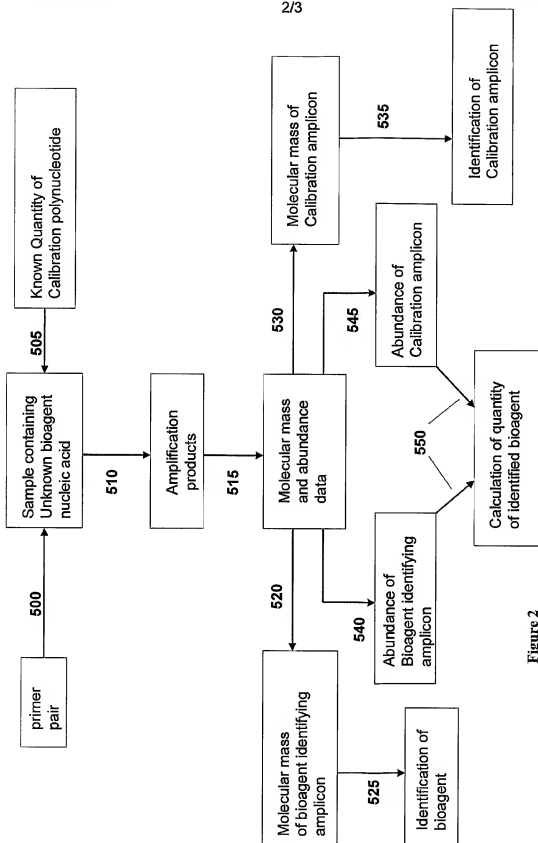 2/3
primer
pair
500
Sample containing
Unknown bioagent
nucleic acid
505
Known Quantity of
Calibration polynucleotide
510
Amplification
products
515
Molecular mass
and abundance
data
520
530
Molecular mass
of bioagent identifying
amplicon
540
545
Molecular mass of
Calibration amplicon
525
Abundance of
Bioagent identifying
amplicon
Abundance of
Calibration amplicon
535
Identification of
bioagent
550
Identification of
Calibration amplicon
Calculation of quantity
of identified bioagent
Figure 2